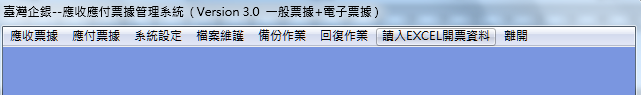 臺灣企銀--應收應付票據管理系統 ( Version 3.0 一般票據+電子票據 )
應收票據 應付票據 系統設定 檔案維護 備份作業 回復作業 讀入EXCEL開票資料 離開